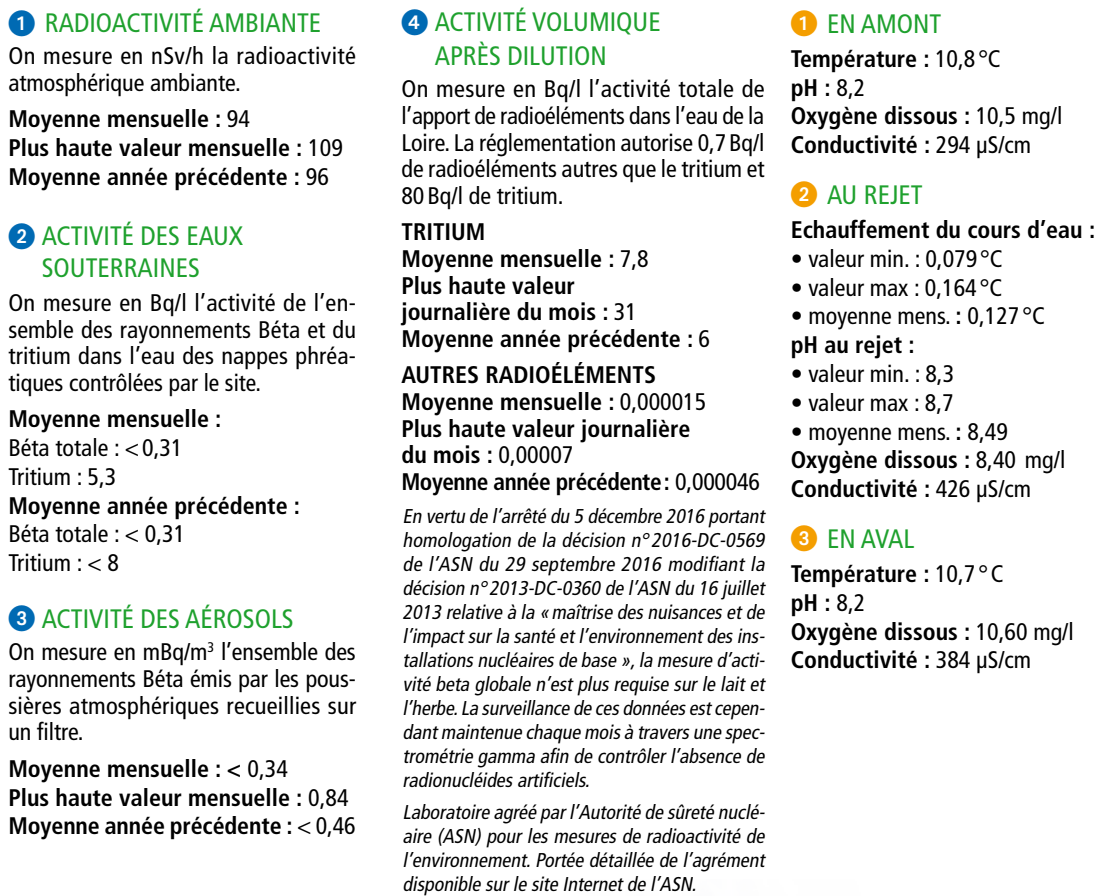 1 RADIOACTIVITÉ AMBIANTE
On mesure en nSv/h la radioactivité
atmosphérique ambiante.
Moyenne mensuelle : 94
Plus haute valeur mensuelle : 109
Moyenne année précédente : 96
2 ACTIVITÉ DES EAUX
SOUTERRAINES
On mesure en Bq/l l’activité de l’en-
semble des rayonnements Béta et du
tritium dans l’eau des nappes phréa-
tiques contrôlées par le site.
Moyenne mensuelle :
Béta totale : < 0,31
Tritium : 5,3
Moyenne année précédente :
Béta totale : < 0,31
Tritium : < 8
3 ACTIVITÉ DES AÉROSOLS
On mesure en mBq/m³ l’ensemble des
rayonnements Béta émis par les pous-
sières atmosphériques recueillies sur
un filtre.
Moyenne mensuelle : < 0,34
Plus haute valeur mensuelle : 0,84
Moyenne année précédente : < 0,46
4 ACTIVITÉ VOLUMIQUE
APRÈS DILUTION
On mesure en Bq/l l’activité totale de
l’apport de radioéléments dans l’eau de la
Loire. La réglementation autorise 0,7 Bq/l
de radioéléments autres que le tritium et
80 Bq/l de tritium.
TRITIUM
Moyenne mensuelle : 7,8
Plus haute valeur
journalière du mois : 31
Moyenne année précédente : 6
AUTRES RADIOÉLÉMENTS
Moyenne mensuelle : 0,000015
Plus haute valeur journalière
du mois : 0,00007
Moyenne année précédente : 0,000046
En vertu de l’arrêté du 5 décembre 2016 portant
homologation de la décision n° 2016-DC-0569
de l’ASN du 29 septembre 2016 modifiant la
décision n° 2013-DC-0360 de l’ASN du 16 juillet
2013 relative à la « maîtrise des nuisances et de
l’impact sur la santé et l’environnement des ins-
tallations nucléaires de base », la mesure d’acti-
vité beta globale n’est plus requise sur le lait et
l’herbe. La surveillance de ces données est cepen-
dant maintenue chaque mois à travers une spec-
trométrie gamma afin de contrôler l’absence de
radionucléides artificiels.
Laboratoire agréé par l’Autorité de sûreté nuclé-
aire (ASN) pour les mesures de radioactivité de
l’environnement. Portée détaillée de l’agrément
disponible sur le site Internet de l’ASN.
1 EN AMONT
Température : 10,8 °C
pH : 8,2
Oxygène dissous : 10,5 mg/l
Conductivité : 294 µS/cm
2 AU REJET
Echauffement du cours d’eau :
• valeur min. : 0,079 °C
• valeur max : 0,164 °C
• moyenne mens. : 0,127 °C
pH au rejet :
• valeur min. : 8,3
• valeur max : 8,7
• moyenne mens. : 8,49
Oxygène dissous : 8,40 mg/l
Conductivité : 426 µS/cm
3 EN AVAL
Température : 10,7 ° C
pH : 8,2
Oxygène dissous : 10,60 mg/l
Conductivité : 384 µS/cm